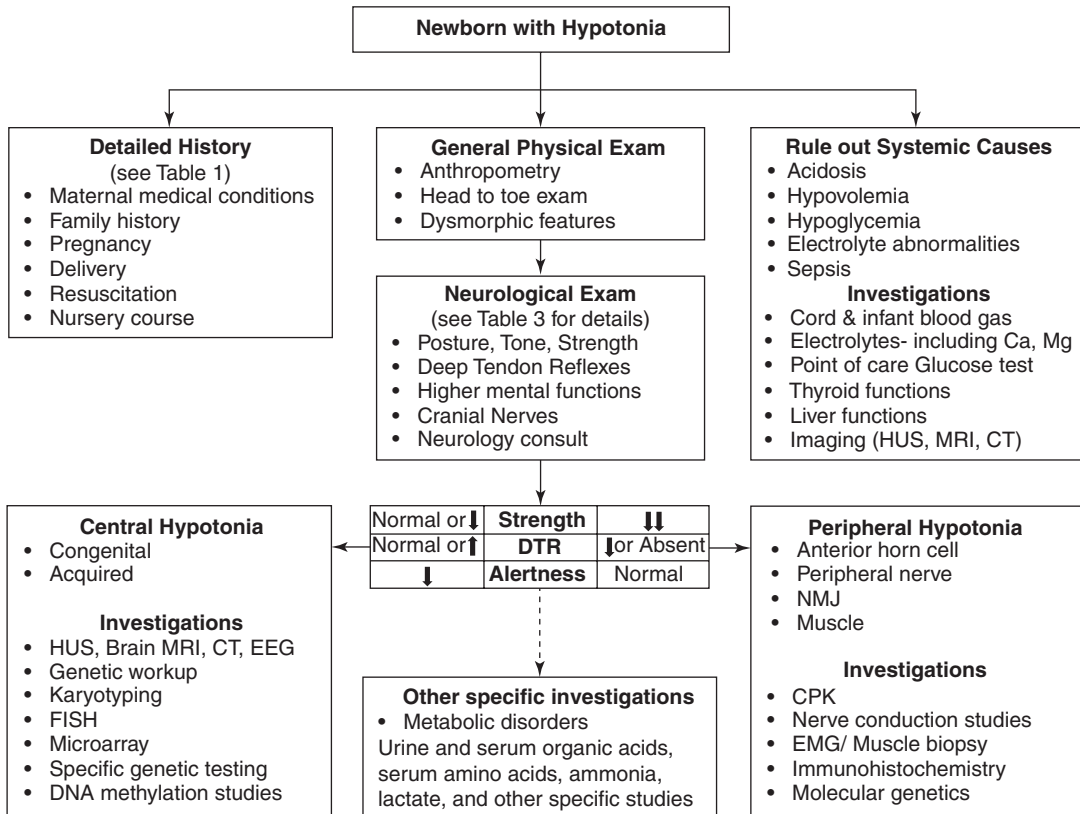 Newborn with Hypotonia
Detailed History
(see Table 1)
• Maternal medical conditions
• Family history
• Pregnancy
• Delivery
• Resuscitation
• Nursery course
General Physical Exam
• Anthropometry
• Head to toe exam
• Dysmorphic features
Neurological Exam
(see Table 3 for details)
• Posture, Tone, Strength
• Deep Tendon Reflexes
• Higher mental functions
• Cranial Nerves
• Neurology consult
Rule out Systemic Causes
• Acidosis
• Hypovolemia
• Hypoglycemia
• Electrolyte abnormalities
• Sepsis
Investigations
• Cord & infant blood gas
• Electrolytes- including Ca, Mg
• Point of care Glucose test
• Thyroid functions
• Liver functions
• Imaging (HUS, MRI, CT)
Normal or ⬇ Strength ⬇⬇
Normal or ⬆ DTR ⬇ or Absent
⬇ Alertness Normal
Central Hypotonia
• Congenital
• Acquired
Investigations
• HUS, Brain MRI, CT, EEG
• Genetic workup
• Karyotyping
• FISH
• Microarray
• Specific genetic testing
• DNA methylation studies
Other specific investigations
• Metabolic disorders
Urine and serum organic acids,
serum amino acids, ammonia,
lactate, and other specific studies
Peripheral Hypotonia
• Anterior horn cell
• Peripheral nerve
• NMJ
• Muscle
Investigations
• CPK
• Nerve conduction studies
• EMG/ Muscle biopsy
• Immunohistochemistry
• Molecular genetics